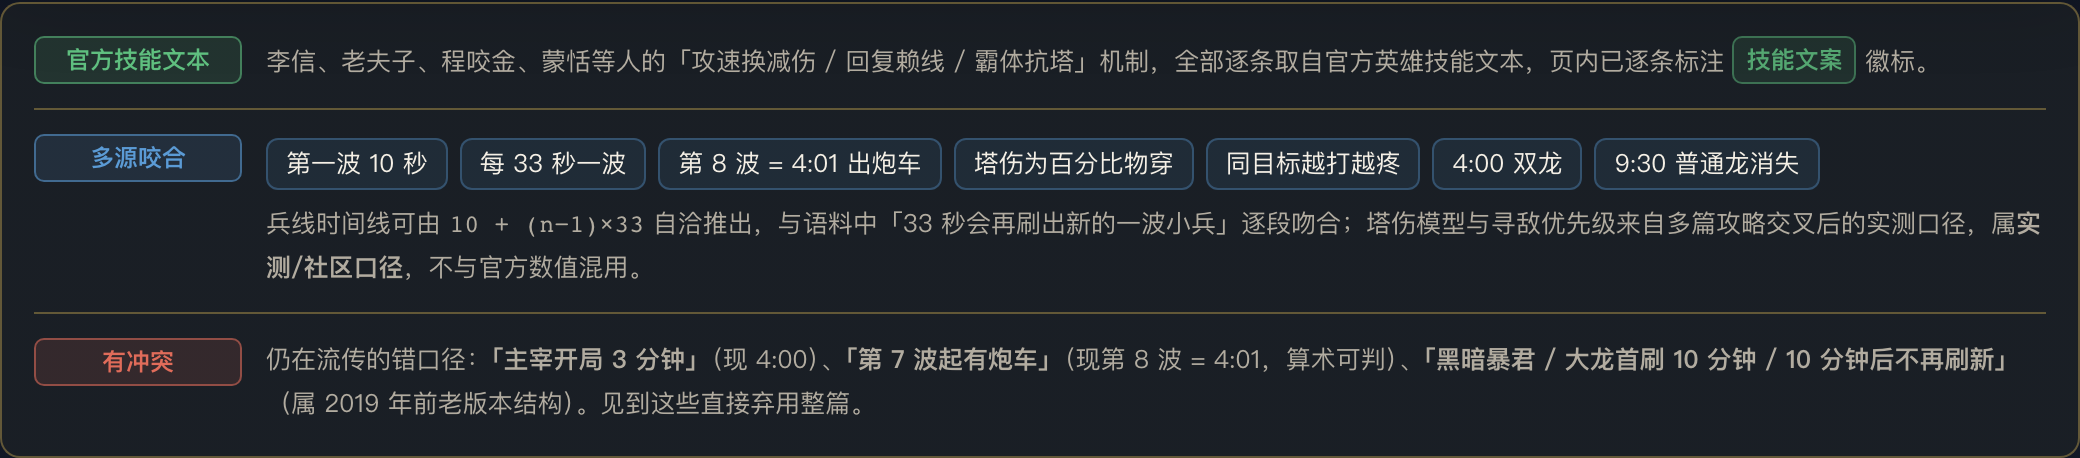 官方技能文本 李信、老夫子、程咬金、蒙恬等人的「攻速换减伤 / 回复赖线 / 霸体抗塔」机制，全部逐条取自官方英雄技能文本，页内已逐条标注 技能文案 徽标。
多源咬合 第一波 10 秒 每 33 秒一波 第 8 波 = 4:01 出炮车 塔伤为百分比物穿 同目标越打越疼 4:00 双龙 9:30 普通龙消失
兵线时间线可由 10 + (n−1)×33 自洽推出，与语料中「33 秒会再刷出新的一波小兵」逐段吻合；塔伤模型与寻敌优先级来自多篇攻略交叉后的实测口径，属实
测/社区口径，不与官方数值混用。
有冲突 仍在流传的错口径：「主宰开局 3 分钟」（现 4:00）、「第 7 波起有炮车」（现第 8 波 = 4:01，算术可判）、「黑暗暴君 / 大龙首刷 10 分钟 / 10 分钟后不再刷新」
（属 2019 年前老版本结构）。见到这些直接弃用整篇。